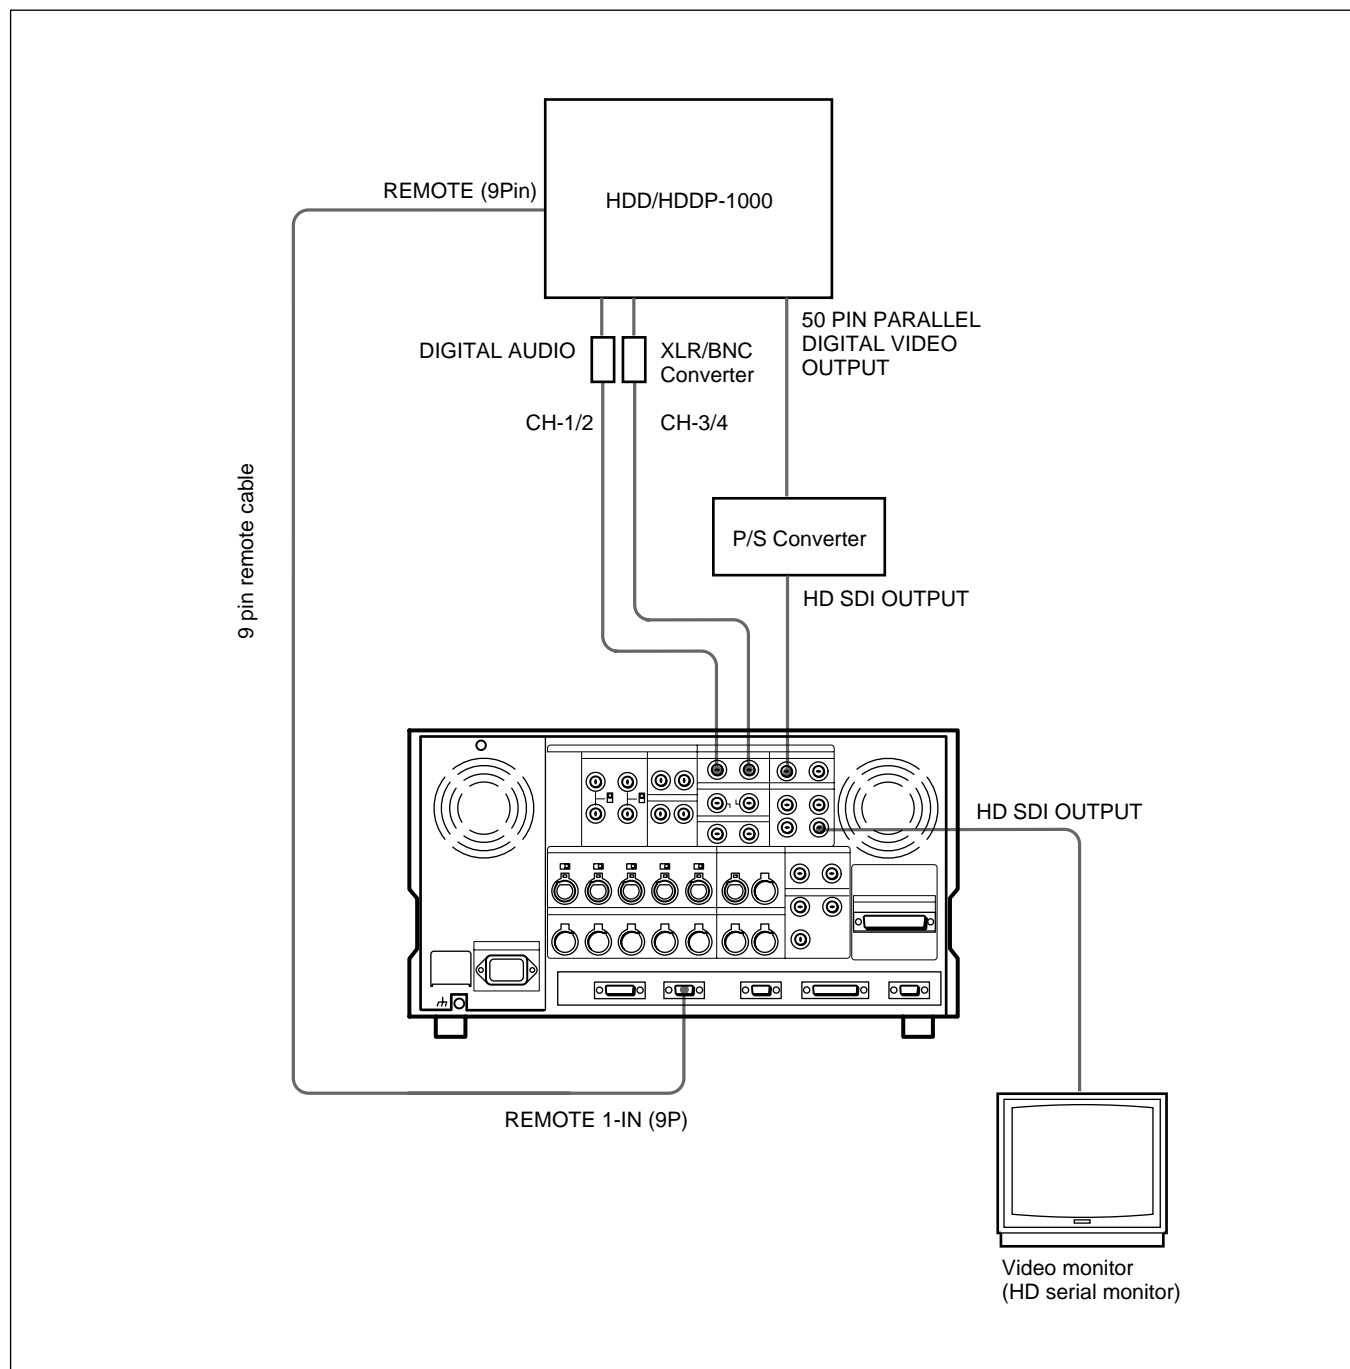 REMOTE (9Pin)
HDD/HDDP-1000
50 PIN PARALLEL
DIGITAL VIDEO
OUTPUT
DIGITAL AUDIO
XLR/BNC
Converter
CH-1/2
CH-3/4
9 pin remote cable
P/S Converter
HD SDI OUTPUT
HD SDI OUTPUT
REMOTE 1-IN (9P)
Video monitor
(HD serial monitor)